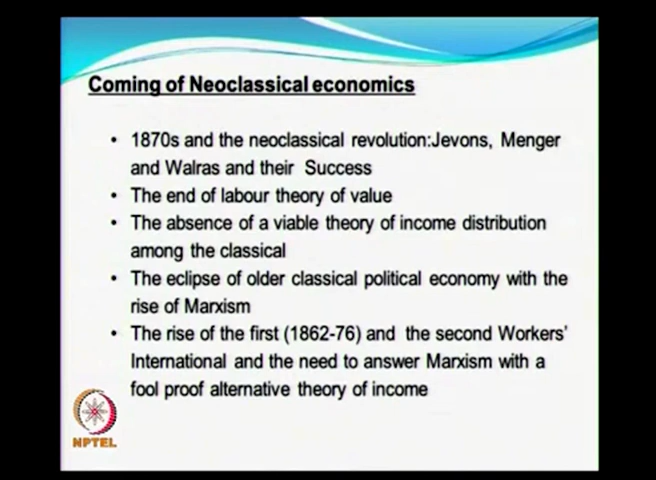 Coming of Neoclassical economics
• 1870s and the neoclassical revolution:Jevons, Menger
and Walras and their Success
• The end of labour theory of value
• The absence of a viable theory of income distribution
among the classical
• The eclipse of older classical political economy with the
rise of Marxism
• The rise of the first (1862-76) and the second Workers'
International and the need to answer Marxism with a
fool proof alternative theory of income
NPTEL